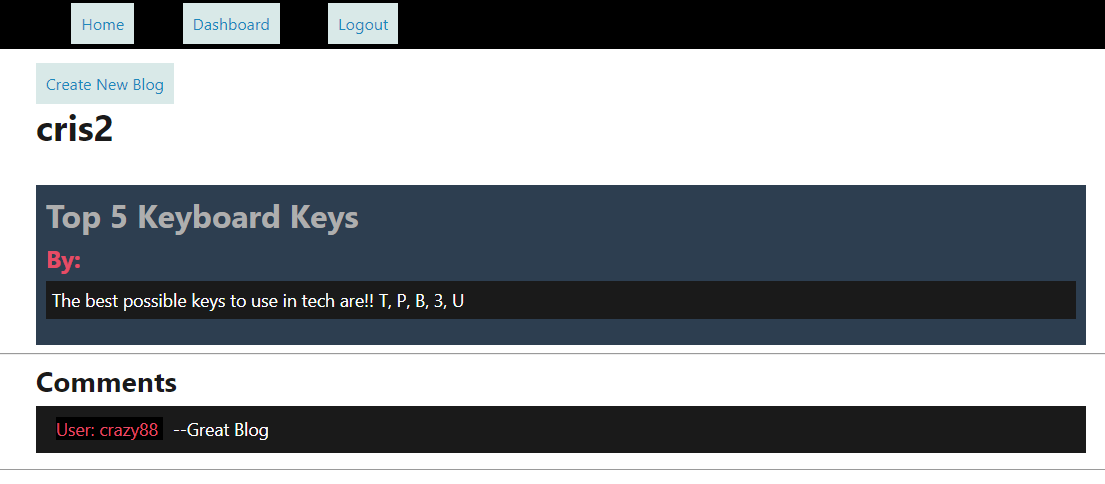 Home Dashboard Logout
Create New Blog
cris2
Top 5 Keyboard Keys
By:
The best possible keys to use in tech are!! T, P, B, 3, U
Comments
User: crazy88 --Great Blog